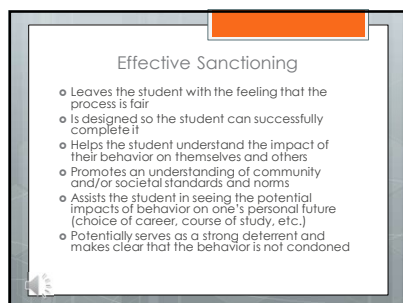 Effective Sanctioning
Leaves the student with the feeling that the
process is fair
Is designed so the student can successfully
complete it
Helps the student understand the impact of
their behavior on themselves and others
Promotes an understanding of community
and/or societal standards and norms
Assists the student in seeing the potential
impacts of behavior on one's personal future
(choice of career, course of study, etc.)
Potentially serves as a strong deterrent and
makes clear that the behavior is not condoned